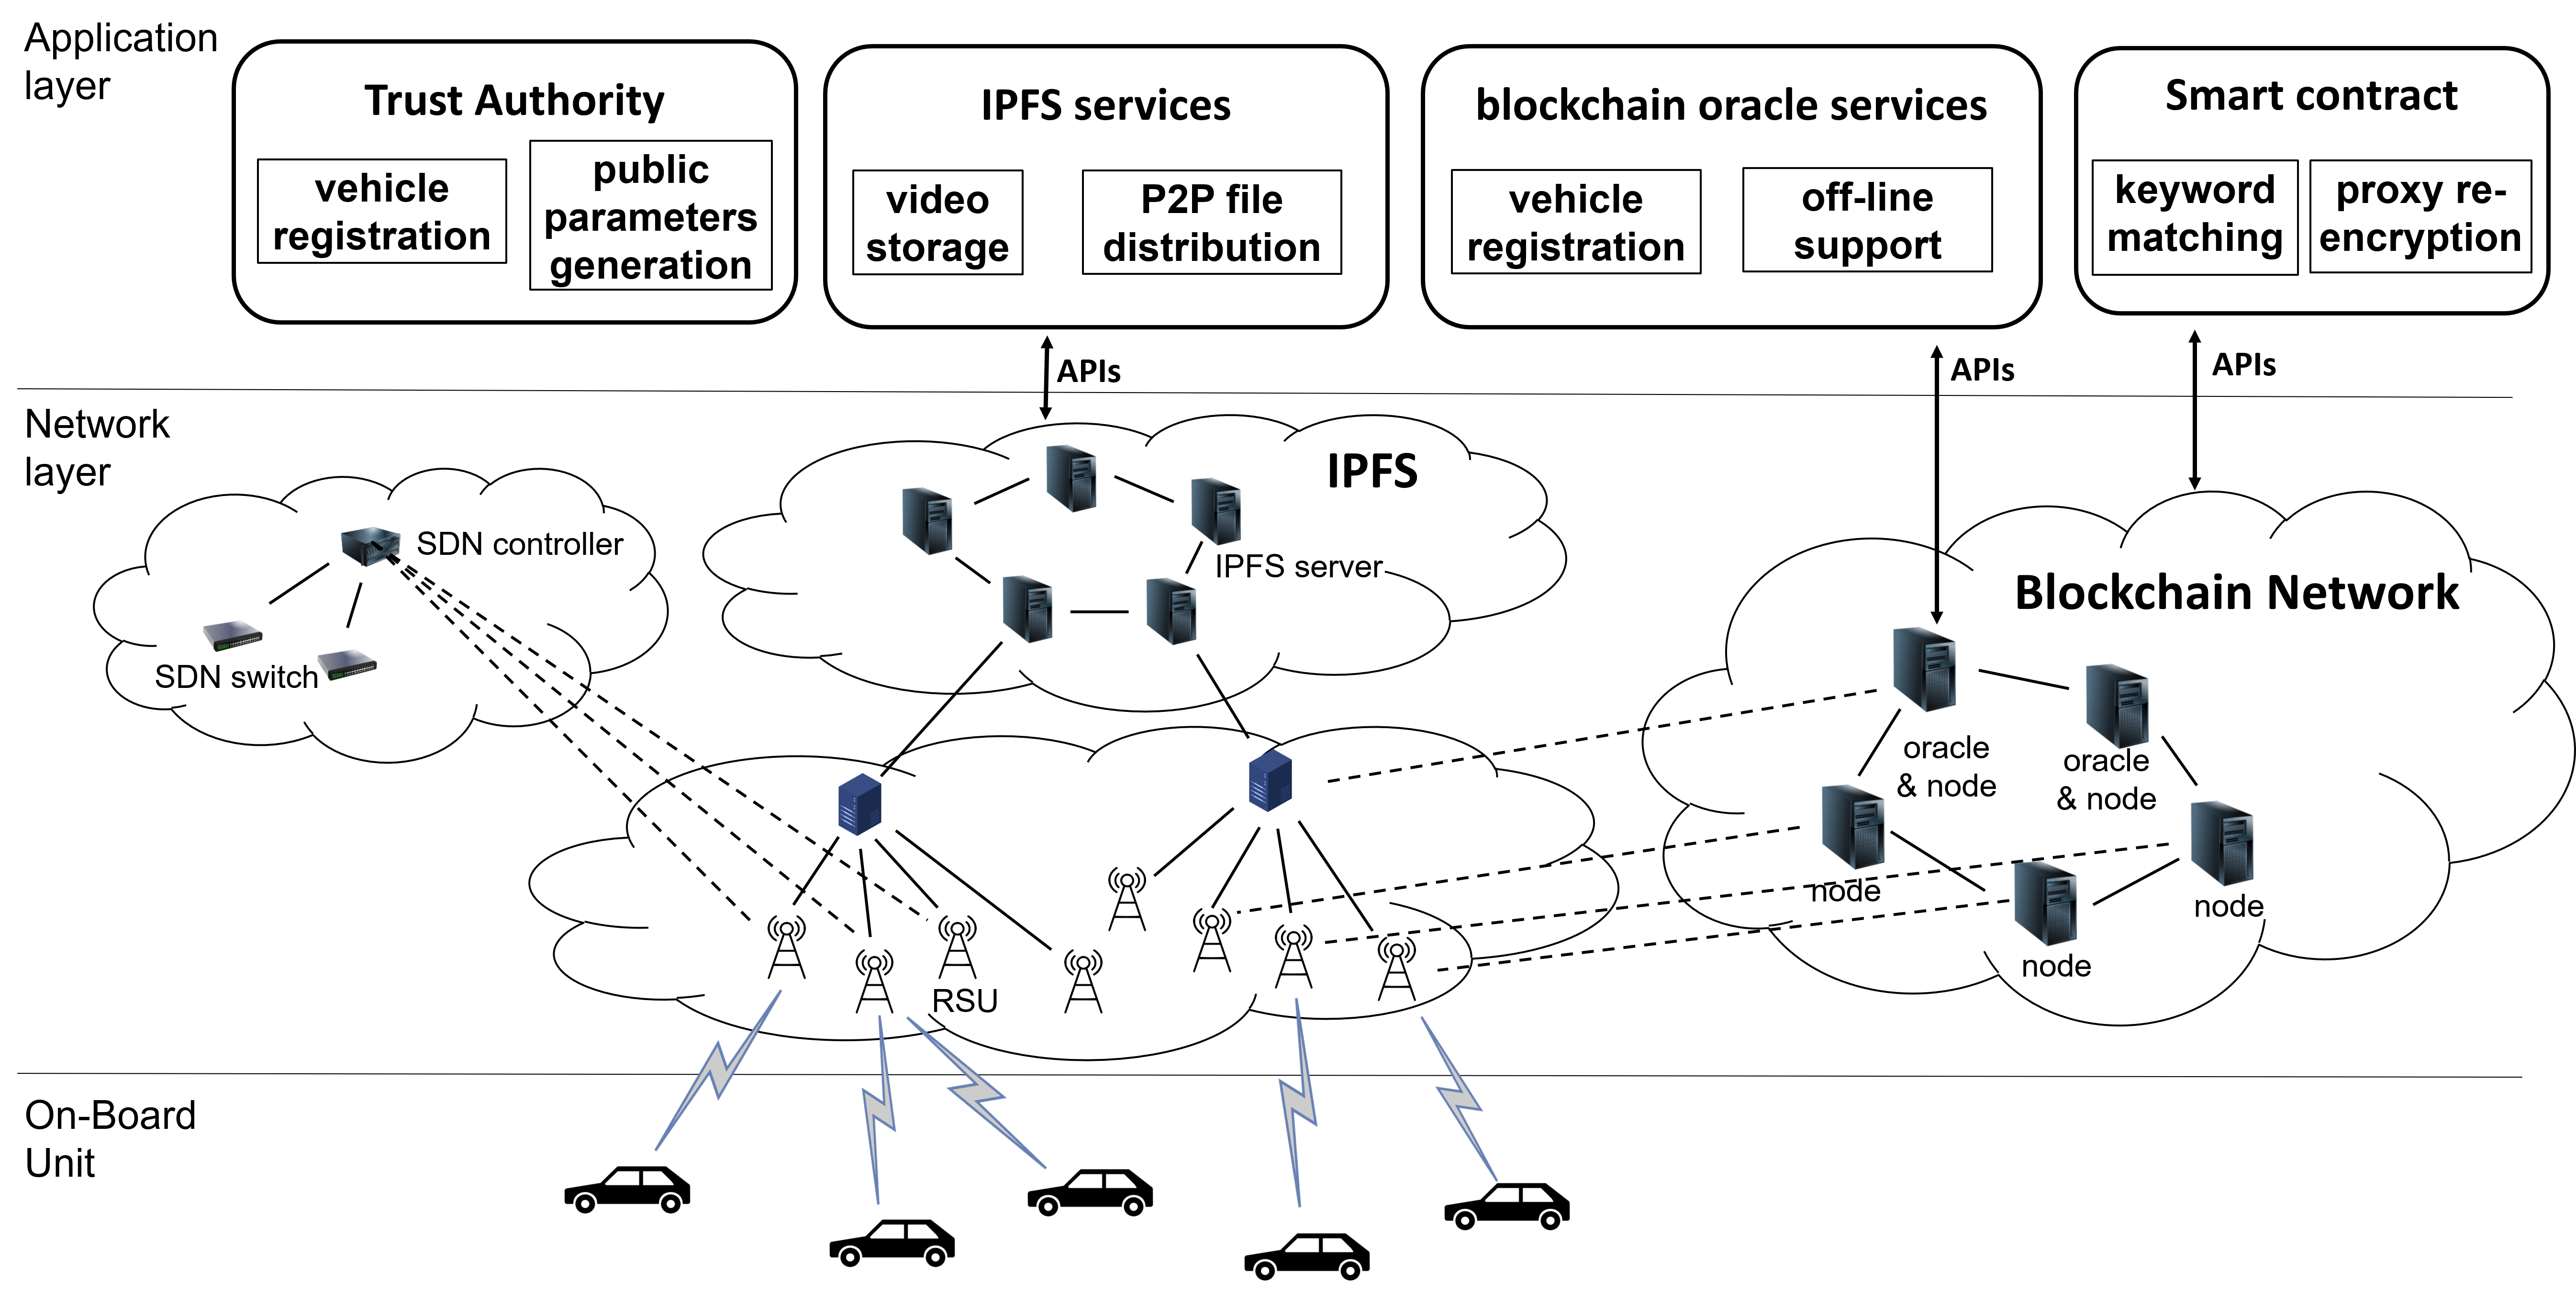 Application
layer
Trust Authority
vehicle
registration
public
parameters
generation
IPFS services
video
storage
P2P file
distribution
blockchain oracle services
vehicle
registration
off-line
support
Smart contract
keyword
matching
proxy re-
encryption
APIs
APIs
APIs
Network
layer
SDN controller
SDN switch
IPFS
IPFS server
Blockchain Network
oracle
& node
oracle
& node
node
node
node
RSU
On-Board
Unit